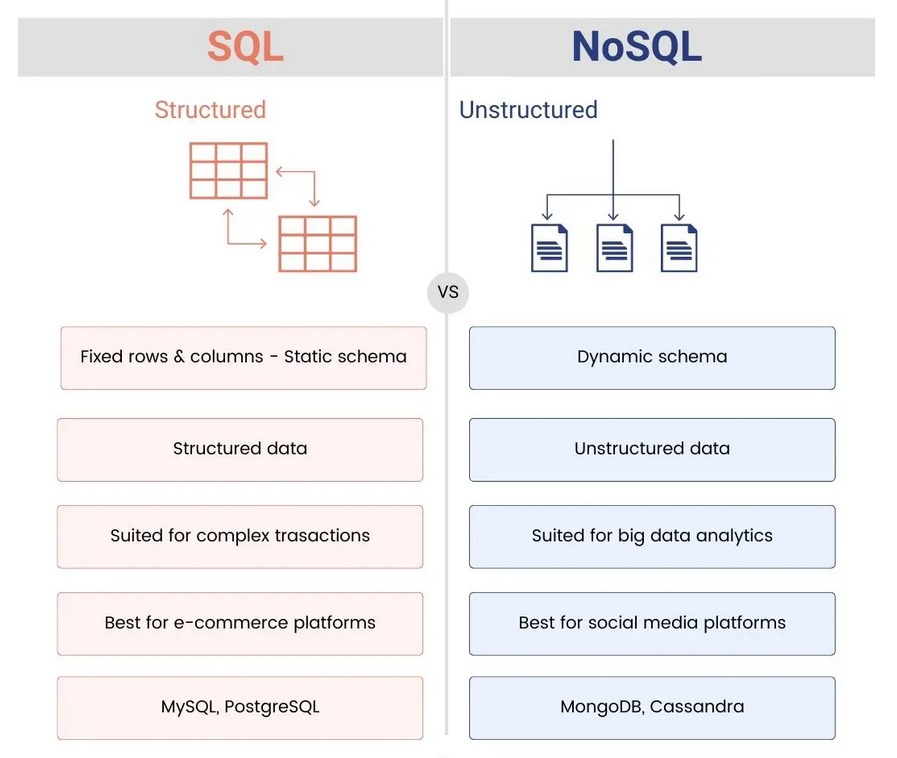 SQL
NoSQL
Structured
Unstructured
VS
Fixed rows & columns - Static schema
Dynamic schema
Structured data
Unstructured data
Suited for complex trasactions
Suited for big data analytics
Best for e-commerce platforms
Best for social media platforms
MySQL, PostgreSQL
MongoDB, Cassandra